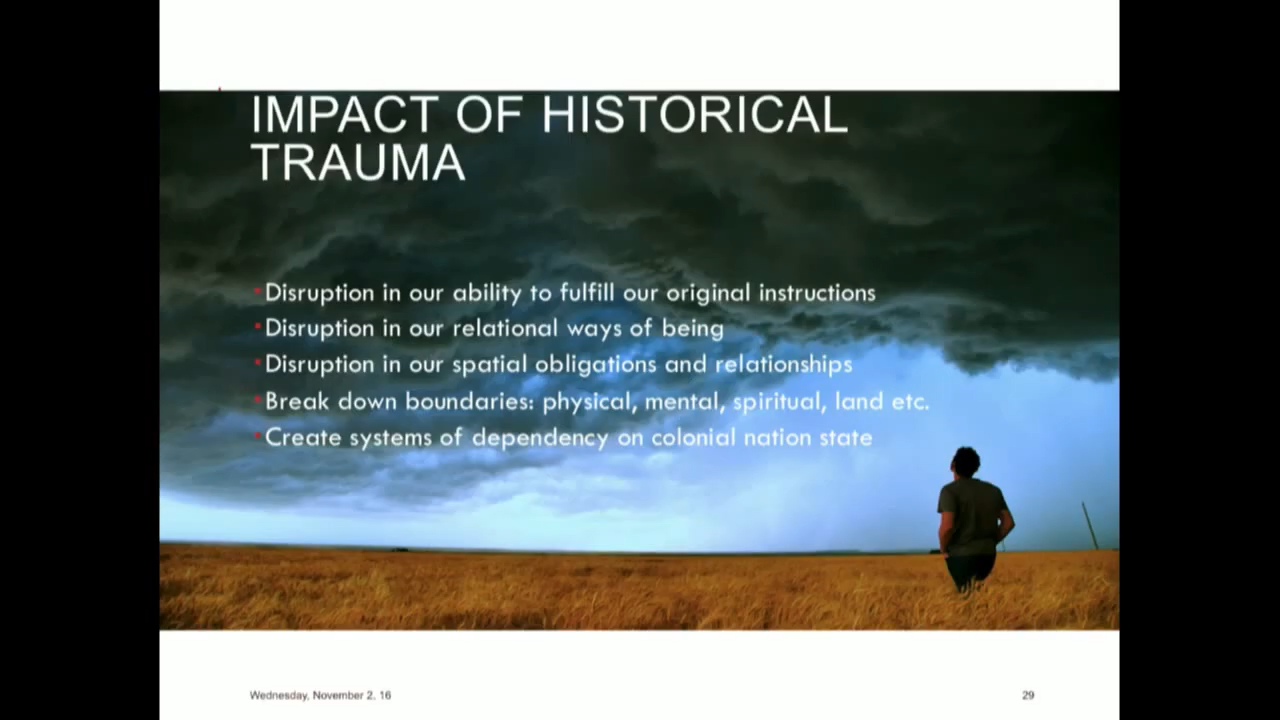 IMPACT OF HISTORICAL
TRAUMA
Disruption in our ability to fulfill our original instructions
Disruption in our relational ways of being
Disruption in our spatial obligations and relationships
Break down boundaries: physical, mental, spiritual, land etc.
Create systems of dependency on colonial nation state
Wednesday, November 2, 16
29